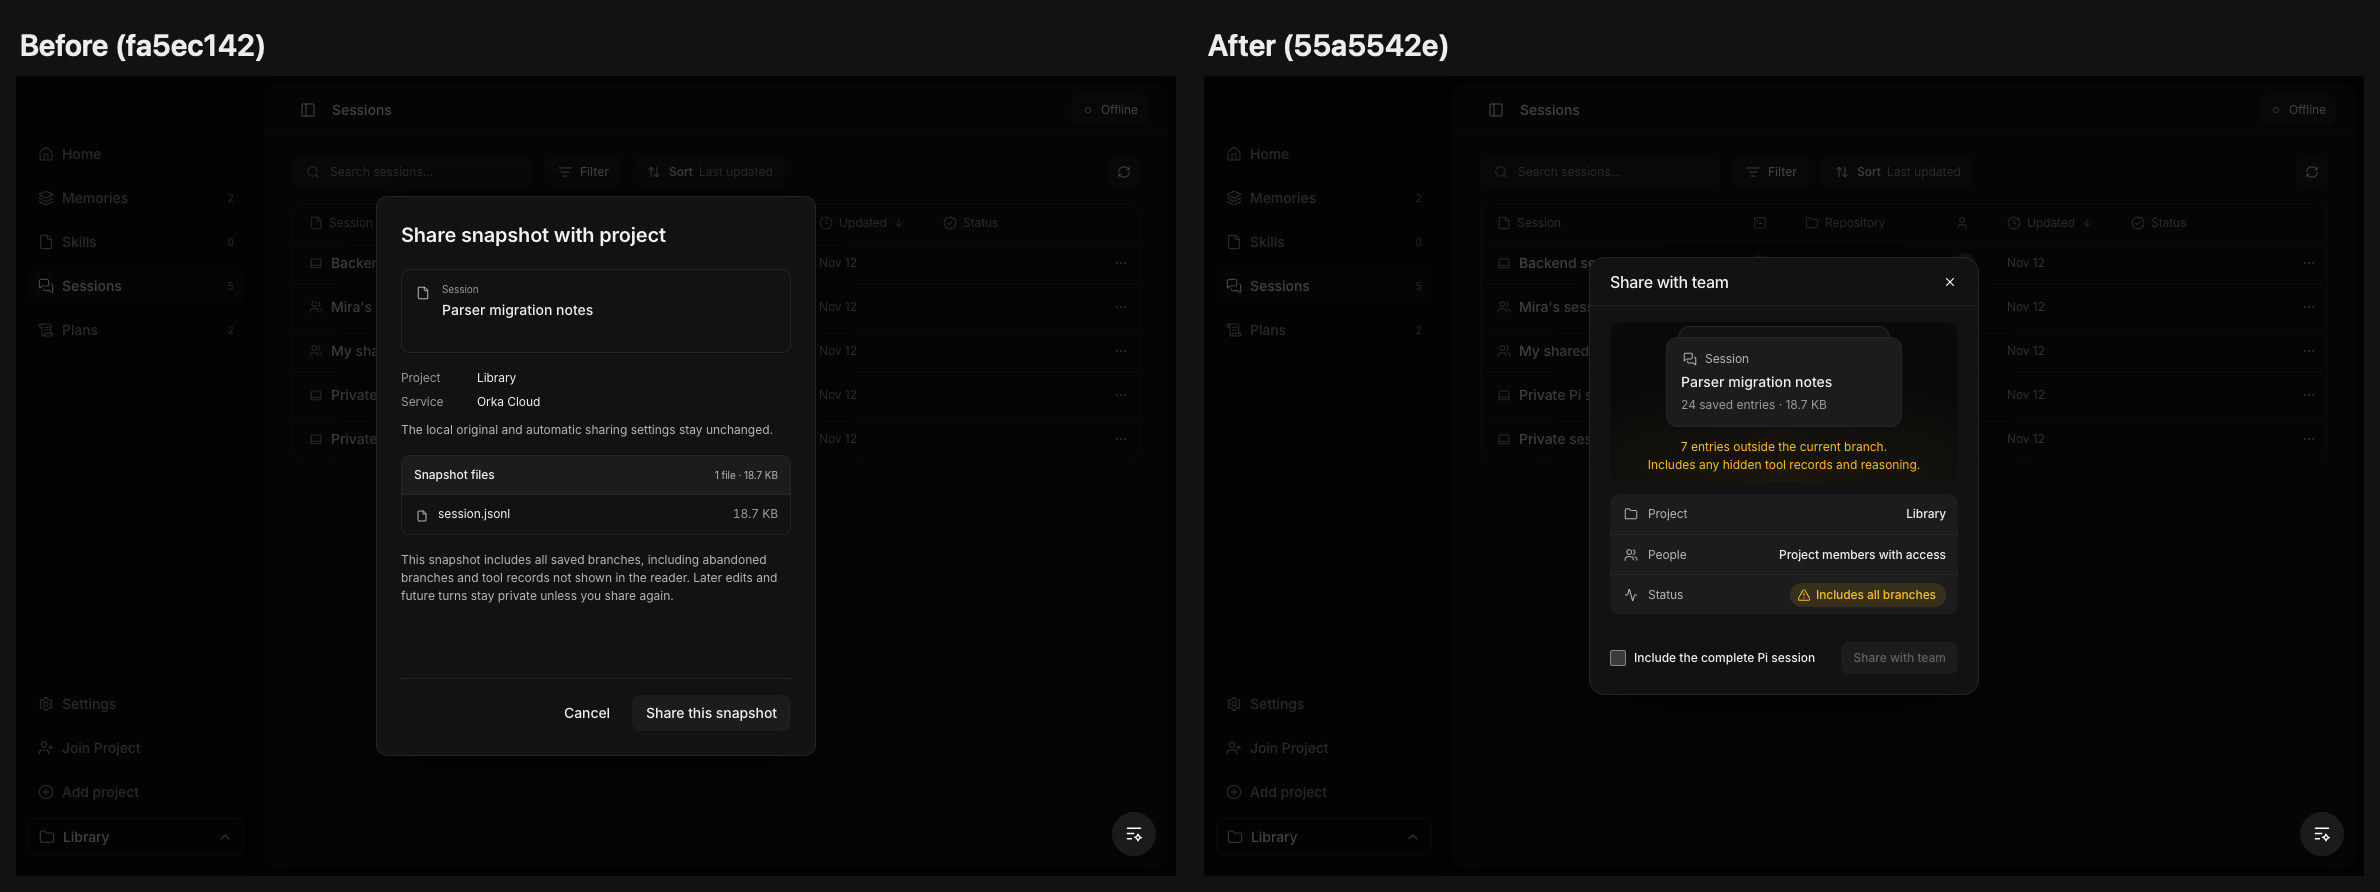 Before (fa5ec142)
Sessions
Offline
Home
Memories 2
Skills 0
Sessions 5
Plans 2
Search sessions...
Filter
Sort Last updated
Session
Updated
Status
Nov 12
Mira's
Nov 12
My sha
Nov 12
Private
Nov 12
Private
Nov 12
Share snapshot with project
Session
Parser migration notes
Project Library
Service Orka Cloud
The local original and automatic sharing settings stay unchanged.
Snapshot files 1 file · 18.7 KB
session.jsonl 18.7 KB
This snapshot includes all saved branches, including abandoned
branches and tool records not shown in the reader. Later edits and
future turns stay private unless you share again.
Cancel
Share this snapshot
Settings
Join Project
Add project
Library
After (55a5542e)
Sessions
Offline
Home
Memories 2
Skills 0
Sessions 5
Plans 2
Search sessions...
Filter
Sort Last updated
Session
Repository
Updated
Status
Backend se
Nov 12
Mira's ses
Nov 12
My shared
Nov 12
Private Pi s
Nov 12
Private ses
Nov 12
Share with team
Session
Parser migration notes
24 saved entries · 18.7 KB
7 entries outside the current branch.
Includes any hidden tool records and reasoning.
Project Library
People Project members with access
Status Includes all branches
Include the complete Pi session
Share with team
Settings
Join Project
Add project
Library